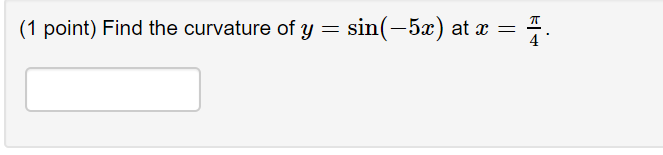 (1 point) Find the curvature of y = sin(−5x) at x = π/4.